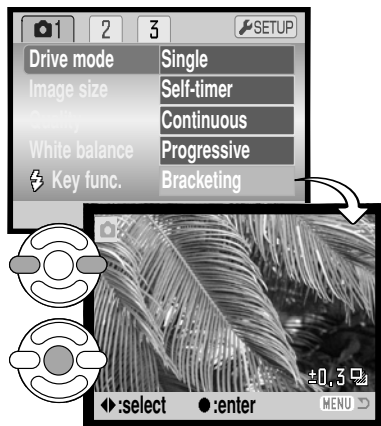 1 2 3 SETUP
Drive mode Single
Image size Self-timer
Quality Continuous
White balance Progressive
Key func. Bracketing
±0,3
:select :enter MENU